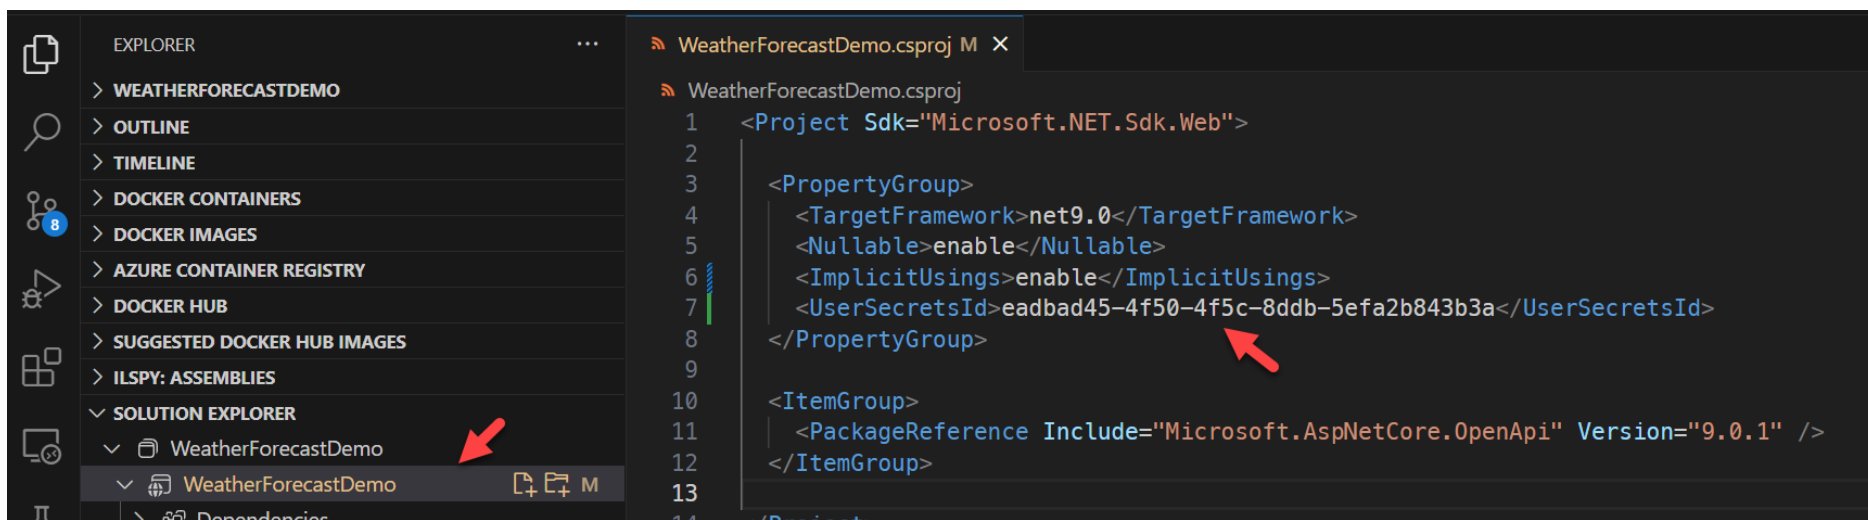 EXPLORER
WEATHERFORECASTDEMO
OUTLINE
TIMELINE
DOCKER CONTAINERS
DOCKER IMAGES
AZURE CONTAINER REGISTRY
DOCKER HUB
SUGGESTED DOCKER HUB IMAGES
ILSPY: ASSEMBLIES
SOLUTION EXPLORER
WeatherForecastDemo
WeatherForecastDemo M
Dependencies
8
WeatherForecastDemo.csproj M
WeatherForecastDemo.csproj
1 <Project Sdk="Microsoft.NET.Sdk.Web">
2
3 <PropertyGroup>
4 <TargetFramework>net9.0</TargetFramework>
5 <Nullable>enable</Nullable>
6 <ImplicitUsings>enable</ImplicitUsings>
7 <UserSecretsId>eadbad45-4f50-4f5c-8ddb-5efa2b843b3a</UserSecretsId>
8 </PropertyGroup>
9
10 <ItemGroup>
11 <PackageReference Include="Microsoft.AspNetCore.OpenApi" Version="9.0.1" />
12 </ItemGroup>
13
14 </Project>